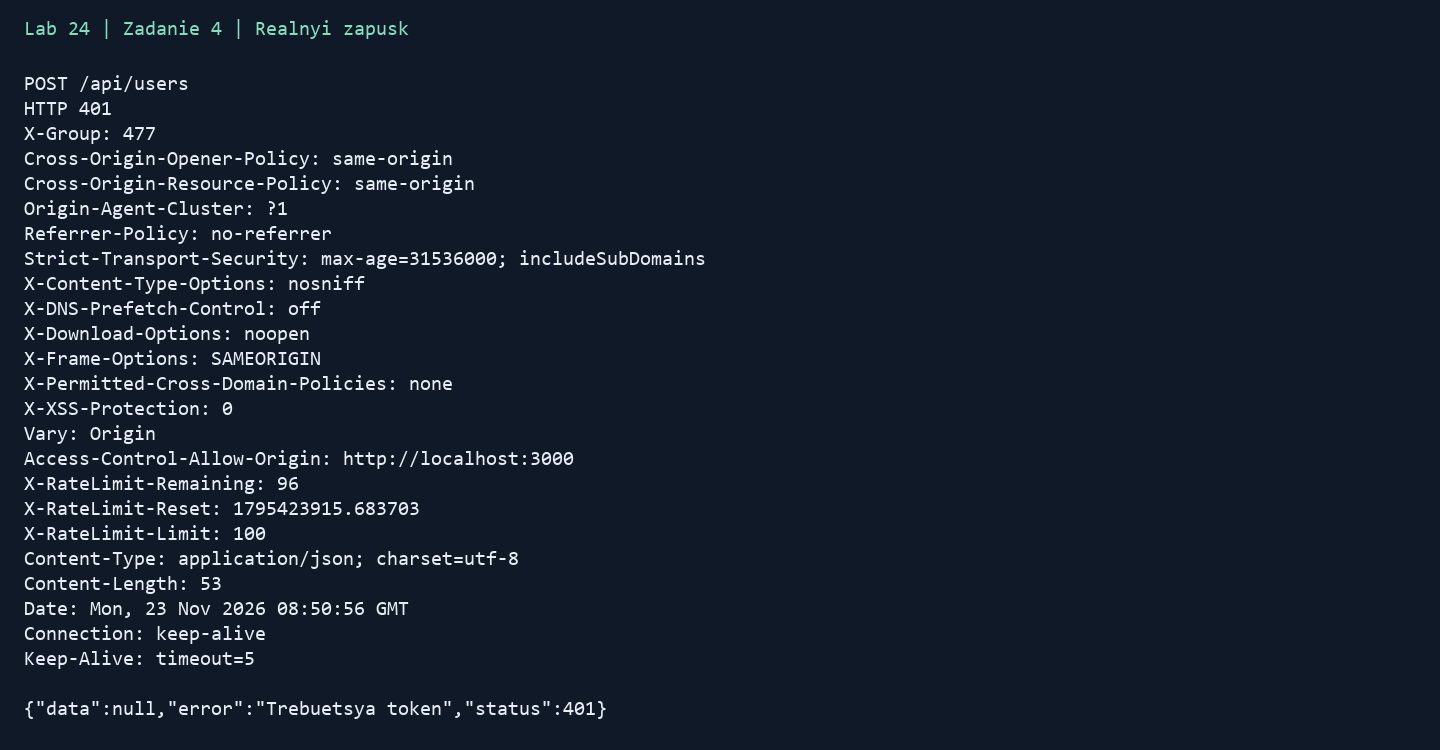 Lab 24 | Zadanie 4 | Realnyi zapusk
POST /api/users
HTTP 401
X-Group: 477
Cross-Origin-Opener-Policy: same-origin
Cross-Origin-Resource-Policy: same-origin
Origin-Agent-Cluster: ?1
Referrer-Policy: no-referrer
Strict-Transport-Security: max-age=31536000; includeSubDomains
X-Content-Type-Options: nosniff
X-DNS-Prefetch-Control: off
X-Download-Options: noopen
X-Frame-Options: SAMEORIGIN
X-Permitted-Cross-Domain-Policies: none
X-XSS-Protection: 0
Vary: Origin
Access-Control-Allow-Origin: http://localhost:3000
X-RateLimit-Remaining: 96
X-RateLimit-Reset: 1795423915.683703
X-RateLimit-Limit: 100
Content-Type: application/json; charset=utf-8
Content-Length: 53
Date: Mon, 23 Nov 2026 08:50:56 GMT
Connection: keep-alive
Keep-Alive: timeout=5
{"data":null,"error":"Trebuetsya token","status":401}